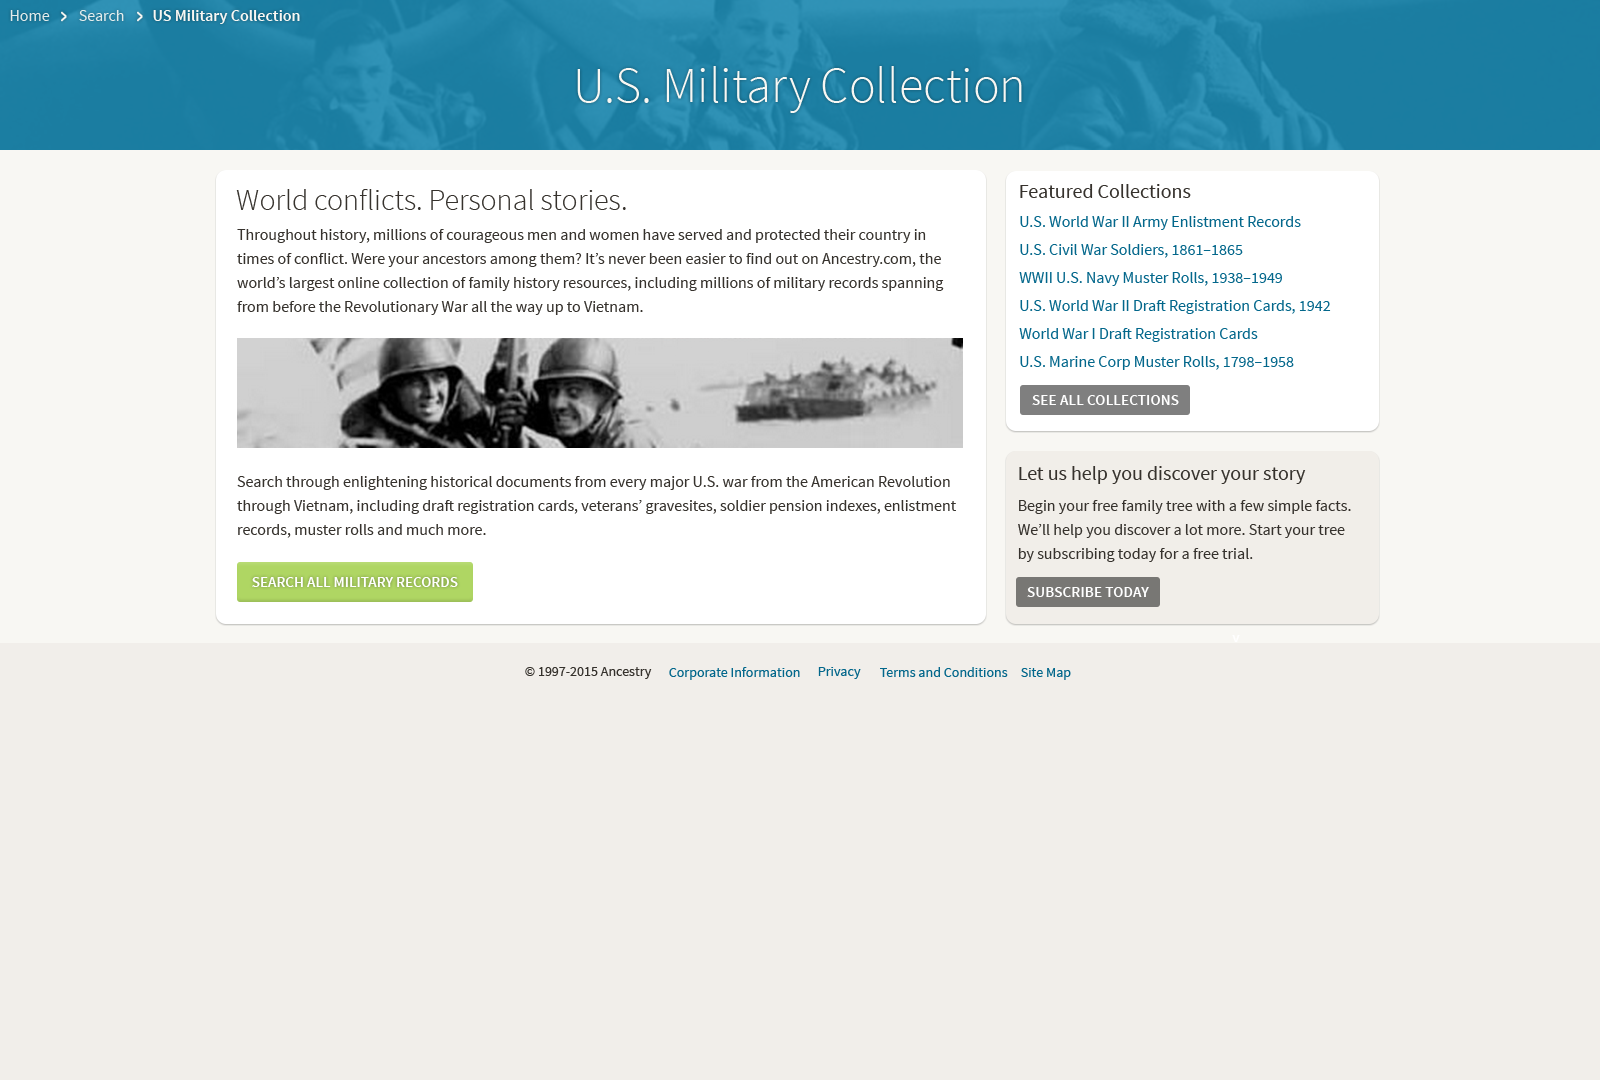 Home > Search > US Military Collection
U.S. Military Collection
World conflicts. Personal stories.
Throughout history, millions of courageous men and women have served and protected their country in
times of conflict. Were your ancestors among them? It’s never been easier to find out on Ancestry.com, the
world’s largest online collection of family history resources, including millions of military records spanning
from before the Revolutionary War all the way up to Vietnam.
Search through enlightening historical documents from every major U.S. war from the American Revolution
through Vietnam, including draft registration cards, veterans’ gravesites, soldier pension indexes, enlistment
records, muster rolls and much more.
SEARCH ALL MILITARY RECORDS
Featured Collections
U.S. World War II Army Enlistment Records
U.S. Civil War Soldiers, 1861–1865
WWII U.S. Navy Muster Rolls, 1938–1949
U.S. World War II Draft Registration Cards, 1942
World War I Draft Registration Cards
U.S. Marine Corp Muster Rolls, 1798–1958
SEE ALL COLLECTIONS
Let us help you discover your story
Begin your free family tree with a few simple facts.
We’ll help you discover a lot more. Start your tree
by subscribing today for a free trial.
SUBSCRIBE TODAY
© 1997-2015 Ancestry Corporate Information Privacy Terms and Conditions Site Map